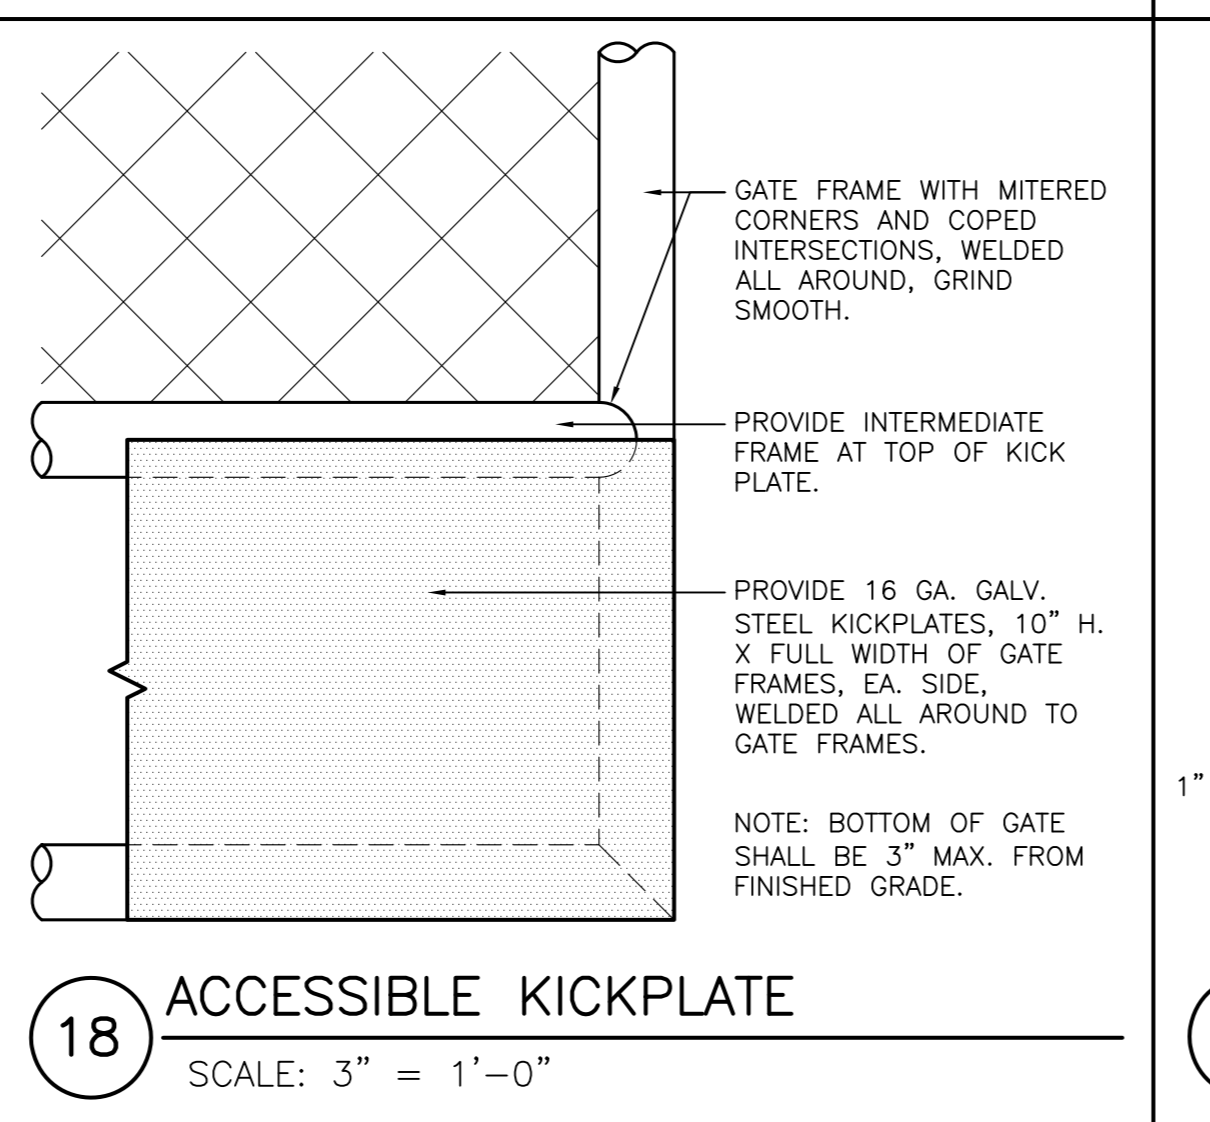 GATE FRAME WITH MITERED
CORNERS AND COPED
INTERSECTIONS, WELDED
ALL AROUND, GRIND
SMOOTH.
PROVIDE INTERMEDIATE
FRAME AT TOP OF KICK
PLATE.
PROVIDE 16 GA. GALV.
STEEL KICKPLATES, 10” H.
X FULL WIDTH OF GATE
FRAMES, EA. SIDE,
WELDED ALL AROUND TO
GATE FRAMES.
1”
NOTE: BOTTOM OF GATE
SHALL BE 3” MAX. FROM
FINISHED GRADE.
18
ACCESSIBLE KICKPLATE
SCALE: 3” = 1’–0”